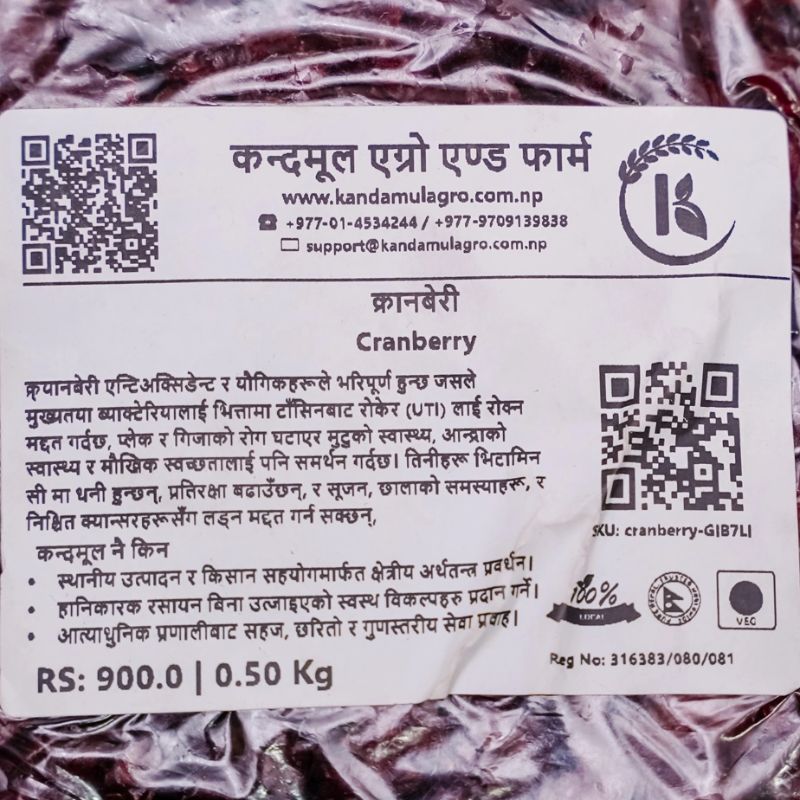 कन्दमूल एग्रो एण्ड फार्म
www.kandamulagro.com.np
+977-01-4534244 / +977-9709139838
support@kandamulagro.com.np
K
क्रानबेरी
Cranberry
क्र्यानबेरी एन्टिअक्सिडेन्ट र यौगिकहरूले भरिपूर्ण हुन्छ जसले
मुख्यतया ब्याक्टेरियालाई भित्तामा टाँसिनबाट रोकेर (UTI) लाई रोक्न
मद्दत गर्दछ, प्लेक र गिजाको रोग घटाएर मुटुको स्वास्थ्य, आन्द्राको
स्वास्थ्य र मौखिक स्वच्छतालाई पनि समर्थन गर्दछ। तिनीहरू भिटामिन
सी मा धनी हुन्छन्, प्रतिरक्षा बढाउँछन्, र सूजन, छालाको समस्याहरू, र
निश्चित क्यान्सरहरूसँग लड्न मद्दत गर्न सक्छन्,
SKU: cranberry-GIB7LI
कन्दमूल नै किन
• स्थानीय उत्पादन र किसान सहयोगमार्फत क्षेत्रीय अर्थतन्त्र प्रवर्धन।
• हानिकारक रसायन बिना उब्जाइएको स्वस्थ विकल्पहरु प्रदान गर्ने।
• आत्याधुनिक प्रणालीबाट सहज, छरितो र गुणस्तरीय सेवा प्रवाह।
100%
LOCAL
VEG
Reg No: 316383/080/081
RS: 900.0 | 0.50 Kg